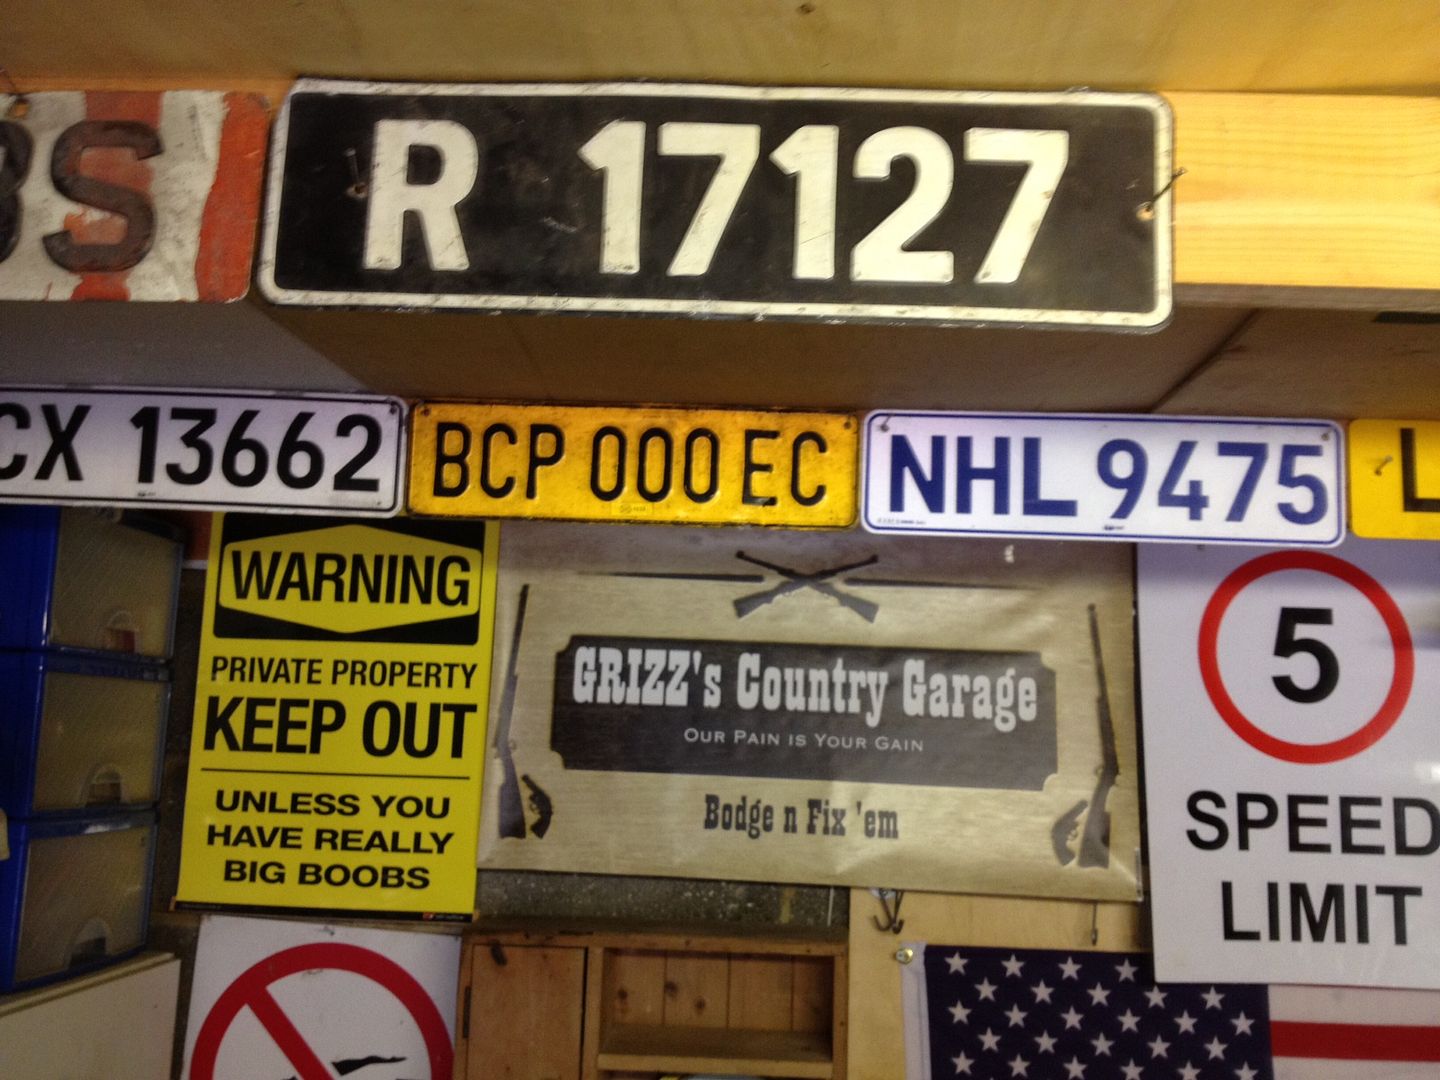 R 17127
CX 13662
BCP 000 EC
NHL 9475
WARNING
PRIVATE PROPERTY
KEEP OUT
UNLESS YOU
HAVE REALLY
BIG BOOBS
GRIZZ's Country Garage
OUR PAIN IS YOUR GAIN
Bodge n Fix 'em
5
SPEED
LIMIT